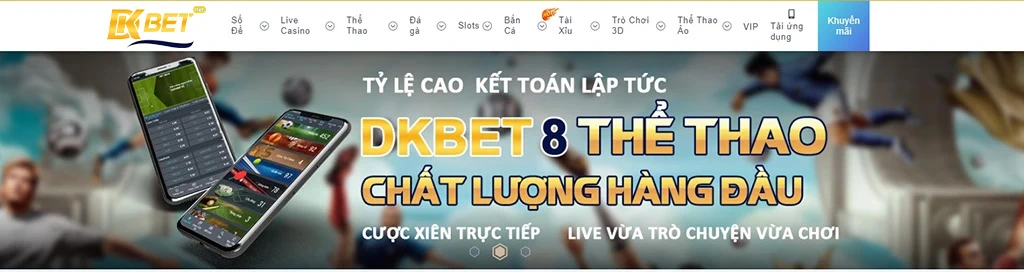 DKBET
Số Đề
Live Casino
Thể Thao
Đá gà
Slots
Bắn Cá
Tài Xỉu
Trò Chơi 3D
Thể Thao Ảo
VIP
Tải ứng dụng
Khuyến mãi
TỶ LỆ CAO KẾT TOÁN LẬP TỨC
DKBET 8 THỂ THAO
CHẤT LƯỢNG HÀNG ĐẦU
CƯỢC XIÊN TRỰC TIẾP LIVE VỪA TRÒ CHUYỆN VỪA CHƠI